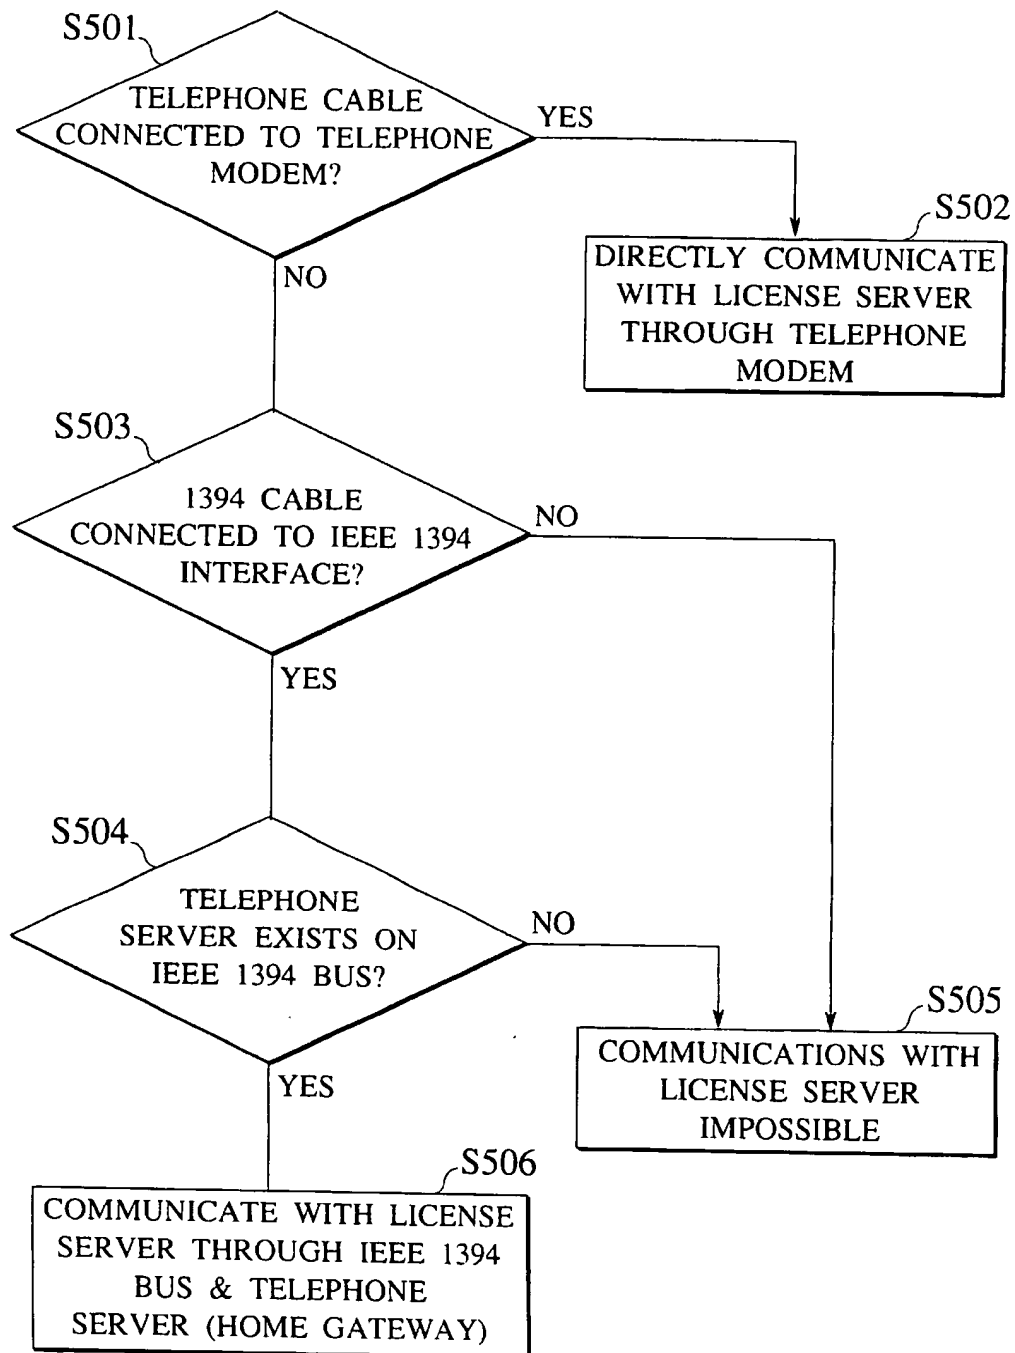 S501
TELEPHONE CABLE
CONNECTED TO TELEPHONE
MODEM?
YES
NO
S502
DIRECTLY COMMUNICATE
WITH LICENSE SERVER
THROUGH TELEPHONE
MODEM
S503
1394 CABLE
CONNECTED TO IEEE 1394
INTERFACE?
NO
YES
S504
TELEPHONE
SERVER EXISTS ON
IEEE 1394 BUS?
NO
YES
S505
COMMUNICATIONS WITH
LICENSE SERVER
IMPOSSIBLE
S506
COMMUNICATE WITH LICENSE
SERVER THROUGH IEEE 1394
BUS & TELEPHONE
SERVER (HOME GATEWAY)